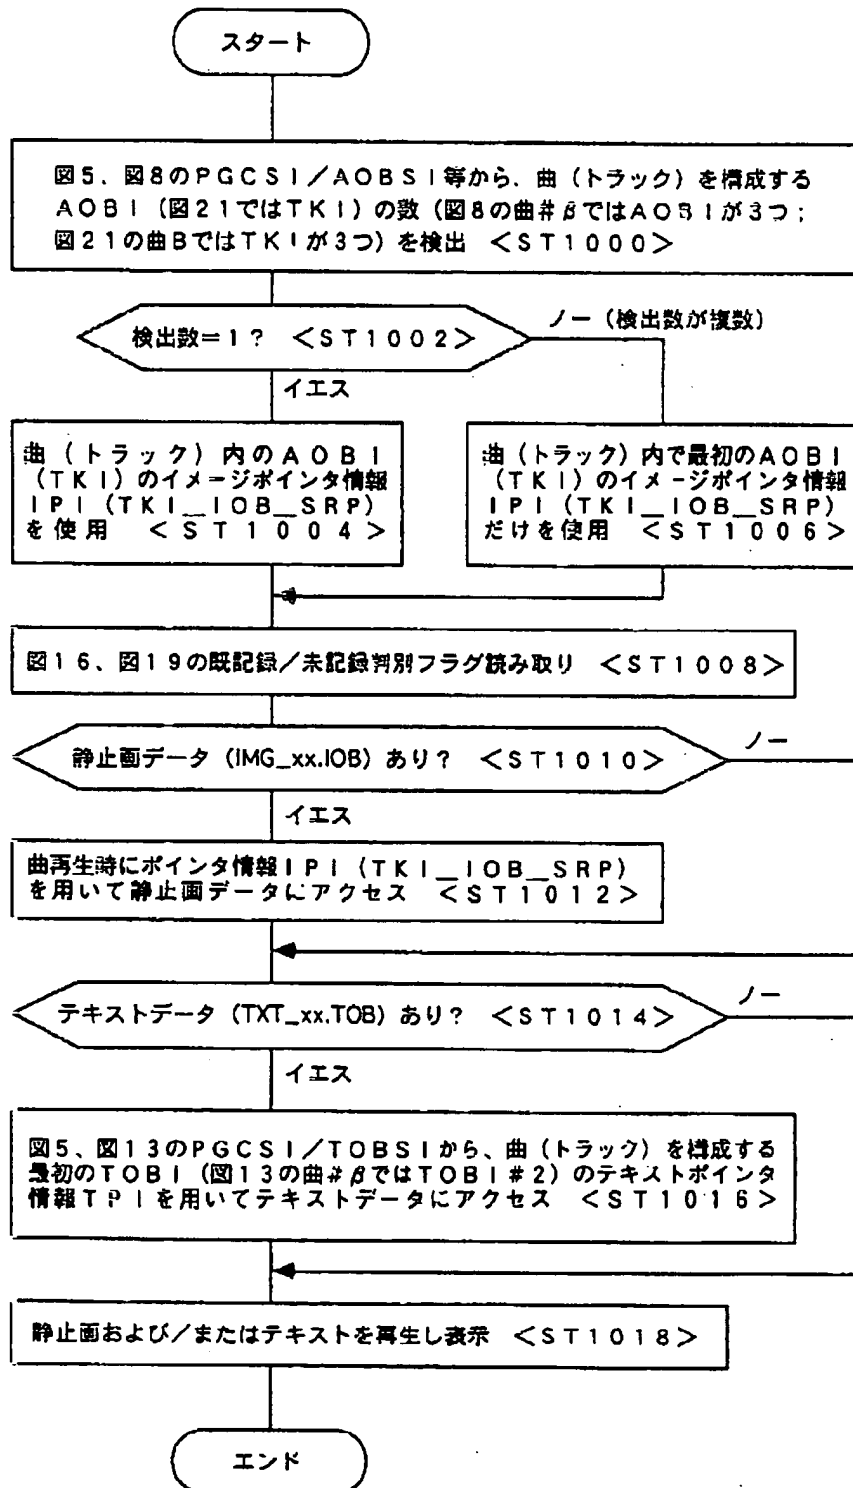 スタート
図5、図8のPGCSI/AOBSI等から、曲(トラック)を構成する
AOBI(図21ではTKI)の数(図8の曲#βではAOBIが3つ;
図21の曲BではTKIが3つ)を検出 <ST1000>
検出数=1? <ST1002>
ノー(検出数が複数)
イエス
曲(トラック)内のAOBI
(TKI)のイメージポインタ情報
IPI(TKI_IOB_SRP)
を使用 <ST1004>
曲(トラック)内で最初のAOBI
(TKI)のイメージポインタ情報
IPI(TKI_IOB_SRP)
だけを使用 <ST1006>
図16、図19の既記録/未記録判別フラグ読み取り <ST1008>
静止画データ(IMG_xx.IOB)あり? <ST1010>
ノー
イエス
曲再生時にポインタ情報IPI(TKI_IOB_SRP)
を用いて静止画データにアクセス <ST1012>
テキストデータ(TXT_xx.TOB)あり? <ST1014>
ノー
イエス
図5、図13のPGCSI/TOBSIから、曲(トラック)を構成する
最初のTOBI(図13の曲#βではTOBI#2)のテキストポインタ
情報TPIを用いてテキストデータにアクセス <ST1016>
静止画および/またはテキストを再生し表示 <ST1018>
エンド